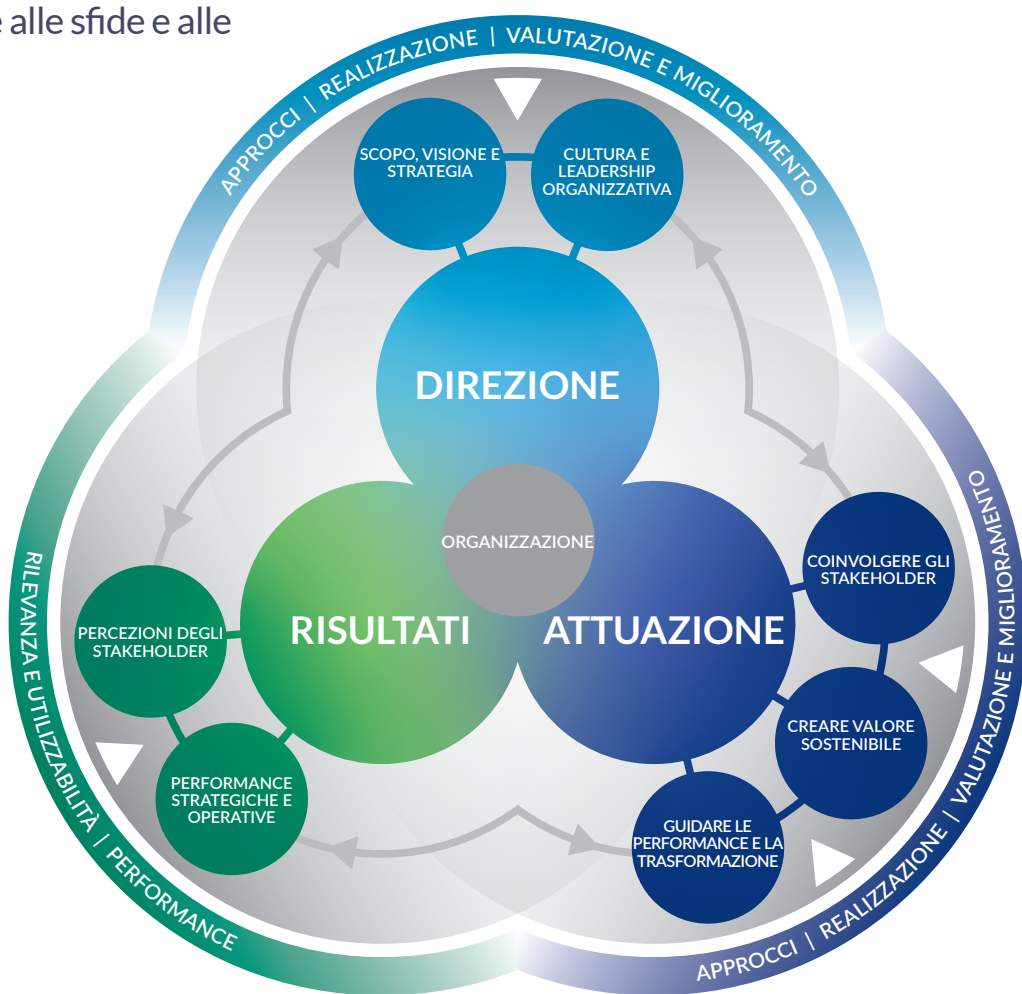 e alle sfide e alle
APPROCCI | REALIZZAZIONE | VALUTAZIONE E MIGLIORAMENTO
SCOPO, VISIONE E
STRATEGIA
CULTURA E
LEADERSHIP
ORGANIZZATIVA
DIREZIONE
ORGANIZZAZIONE
RISULTATI
ATTUAZIONE
COINVOLGERE GLI
STAKEHOLDER
CREARE VALORE
SOSTENIBILE
GUIDARE LE
PERFORMANCE E LA
TRASFORMAZIONE
PERCEZIONI DEGLI
STAKEHOLDER
PERFORMANCE
STRATEGICHE E
OPERATIVE
RILEVANZA E UTILIZZABILITÀ | PERFORMANCE
APPROCCI | REALIZZAZIONE | VALUTAZIONE E MIGLIORAMENTO